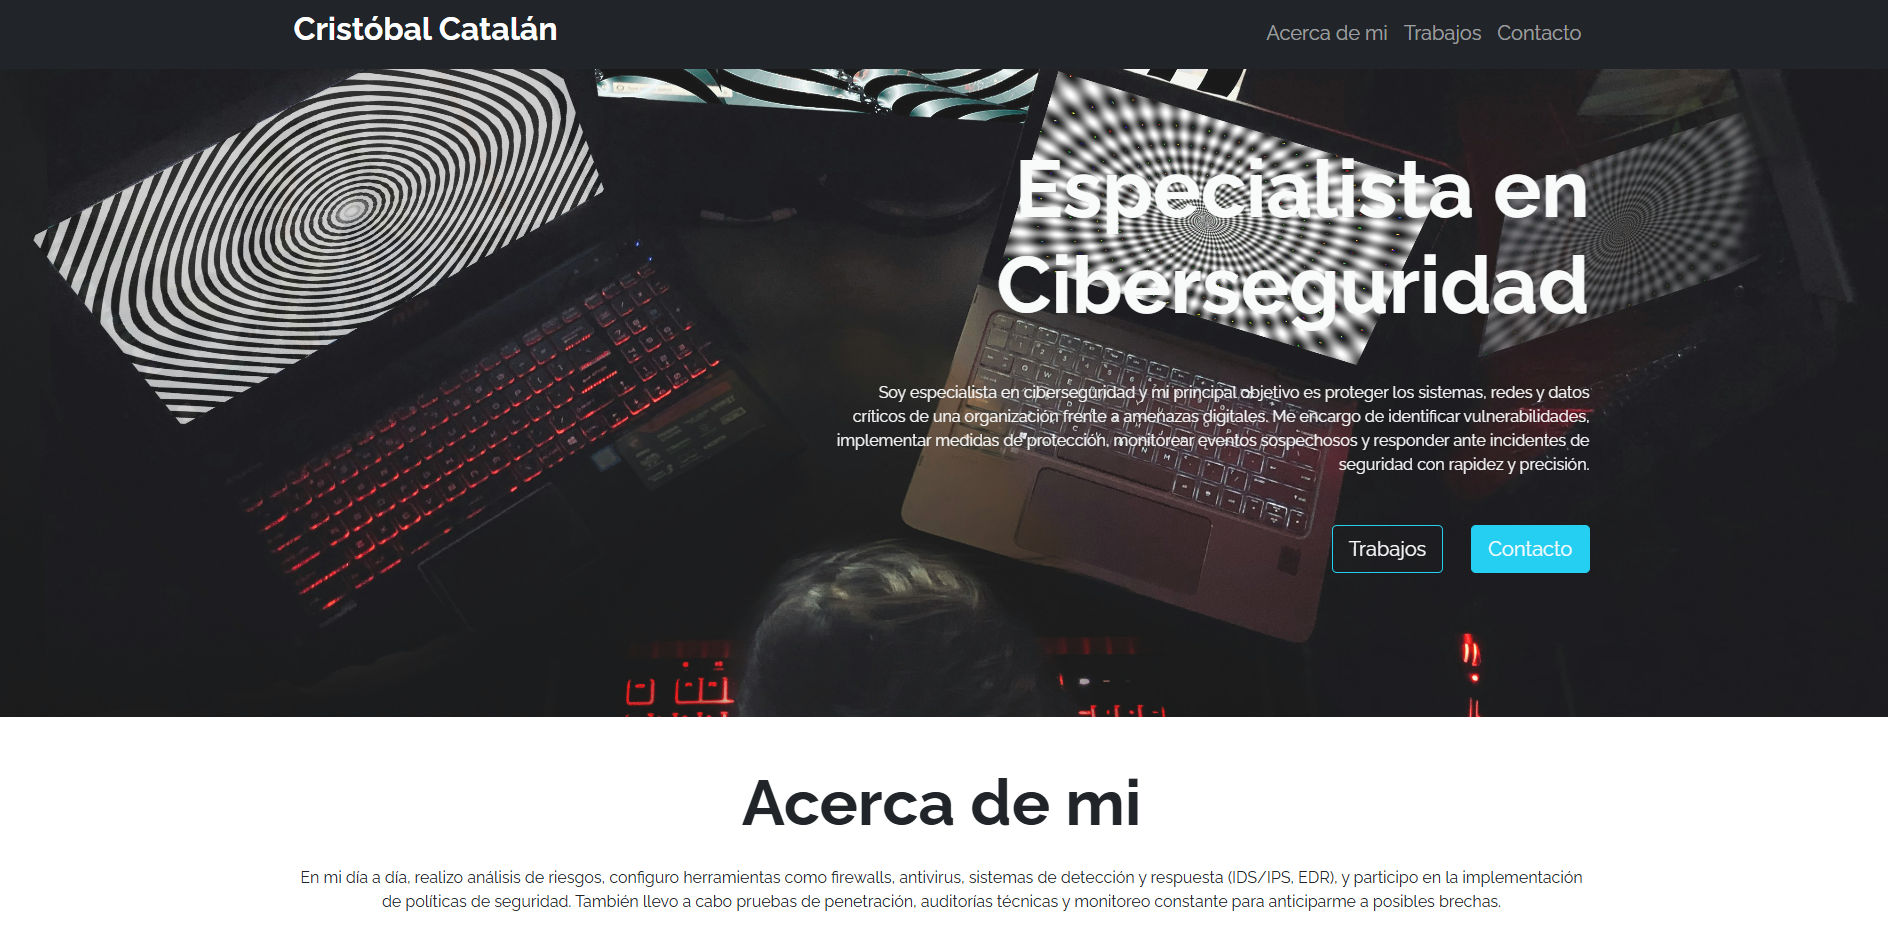 Cristóbal Catalán
Acerca de mi Trabajos Contacto
Especialista en
Ciberseguridad
Soy especialista en ciberseguridad y mi principal objetivo es proteger los sistemas, redes y datos
críticos de una organización frente a amenazas digitales. Me encargo de identificar vulnerabilidades,
implementar medidas de protección, monitorear eventos sospechosos y responder ante incidentes de
seguridad con rapidez y precisión.
Trabajos Contacto
Acerca de mi
En mi día a día, realizo análisis de riesgos, configuro herramientas como firewalls, antivirus, sistemas de detección y respuesta (IDS/IPS, EDR), y participo en la implementación
de políticas de seguridad. También llevo a cabo pruebas de penetración, auditorías técnicas y monitoreo constante para anticiparme a posibles brechas.